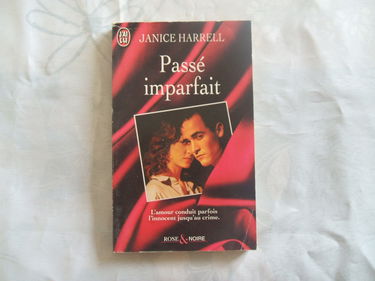 J'AI
LU
JANICE HARRELL
Passé
imparfait
L'amour conduit parfois
l'innocent jusqu'au crime.
ROSE & NOIRE